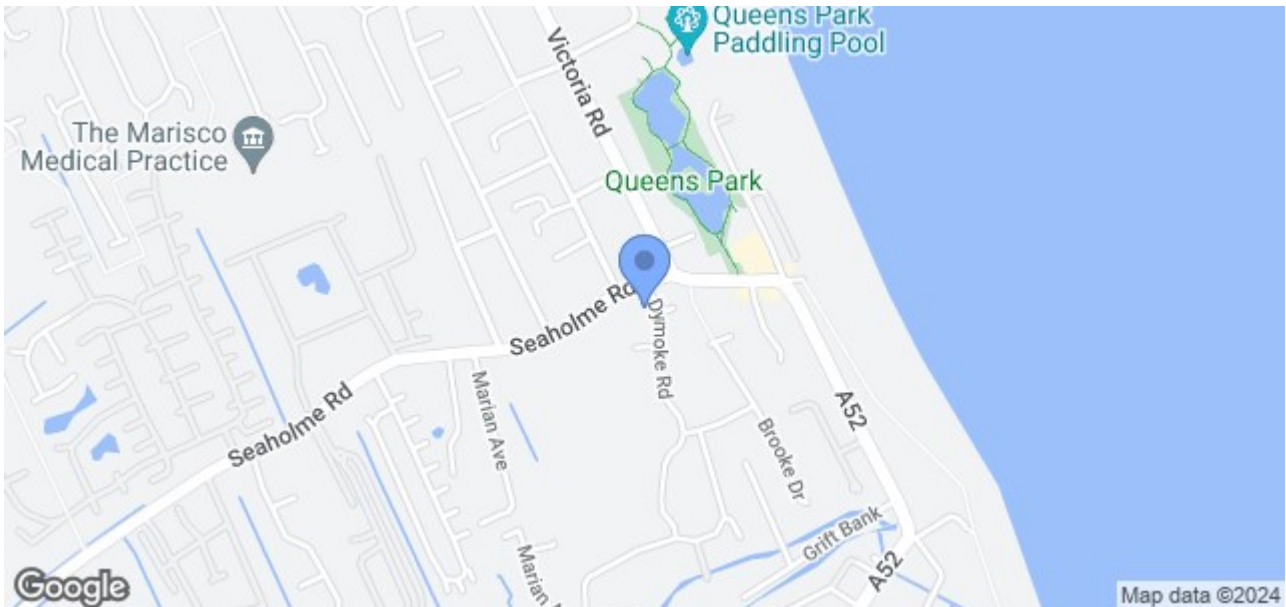 Queens Park
Paddling Pool
Victoria Rd
The Marisco
Medical Practice
Queens Park
Seaholme Rd
Dymoke Rd
Marian Ave
A52
Seaholme Rd
Brooke Dr
Grift Bank
Marian
A52
Google
Map data ©2024